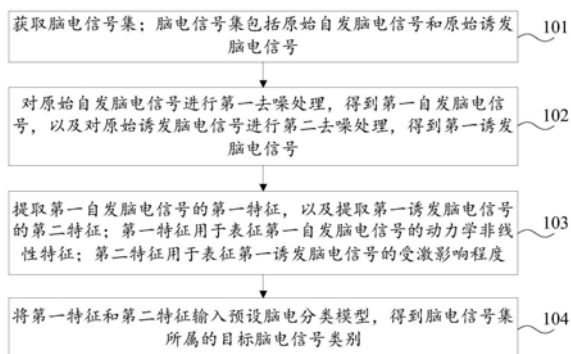 获取脑电信号集；脑电信号集包括原始自发脑电信号和原始诱发
脑电信号
101
对原始自发脑电信号进行第一去噪处理，得到第一自发脑电信
号，以及对原始诱发脑电信号进行第二去噪处理，得到第一诱发
脑电信号
102
提取第一自发脑电信号的第一特征，以及提取第一诱发脑电信号
的第二特征；第一特征用于表征第一自发脑电信号的动力学非线
性特征；第二特征用于表征第一诱发脑电信号的受激影响程度
103
将第一特征和第二特征输入预设脑电分类模型，得到脑电信号集
所属的目标脑电信号类别
104